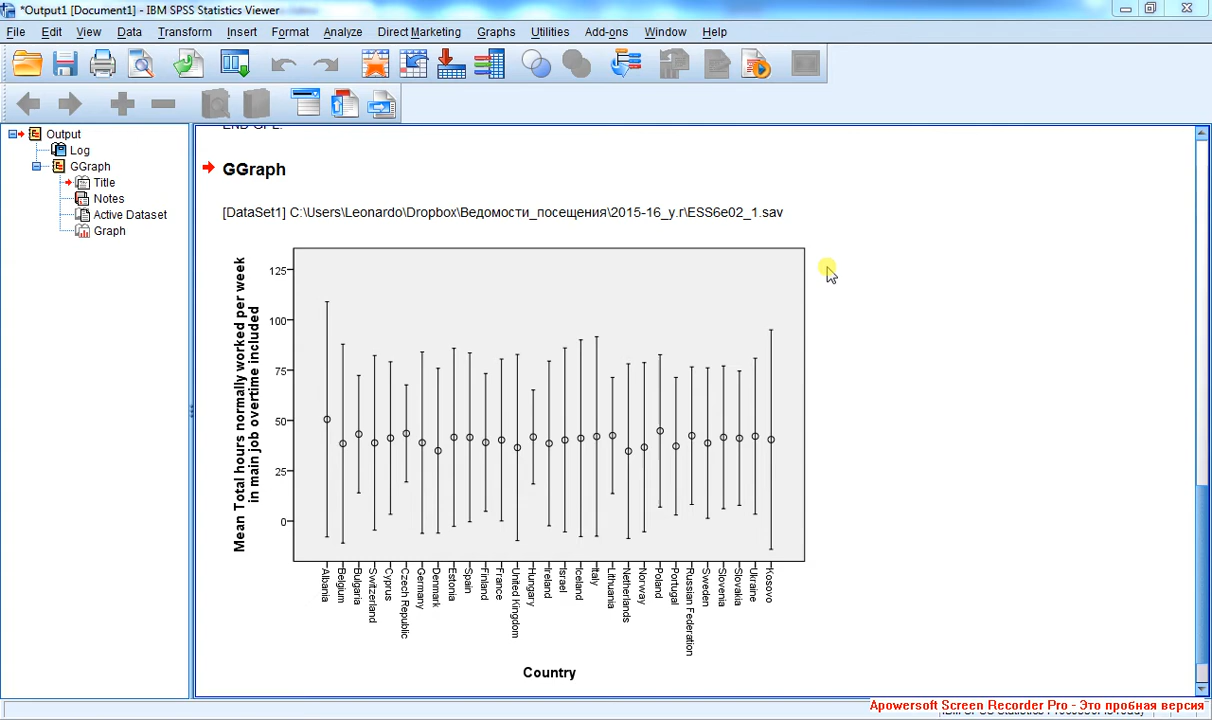 *Output1 [Document1] - IBM SPSS Statistics Viewer
File Edit View Data Transform Insert Format Analyze Direct Marketing Graphs Utilities Add-ons Window Help
Output
Log
GGraph
Title
Notes
Active Dataset
Graph
END GPL.
GGraph
[DataSet1] C:\Users\Leonardo\Dropbox\Ведомости_посещения\2015-16_у.г\ESS6e02_1.sav
Mean Total hours normally worked per week
in main job overtime included
125
100
75
50
25
0
Albania
Belgium
Bulgaria
Switzerland
Cyprus
Czech Republic
Germany
Denmark
Estonia
Spain
Finland
France
United Kingdom
Hungary
Ireland
Israel
Iceland
Italy
Lithuania
Netherlands
Norway
Poland
Portugal
Russian Federation
Sweden
Slovenia
Slovakia
Ukraine
Kosovo
Country
Apowersoft Screen Recorder Pro - Это пробная версия